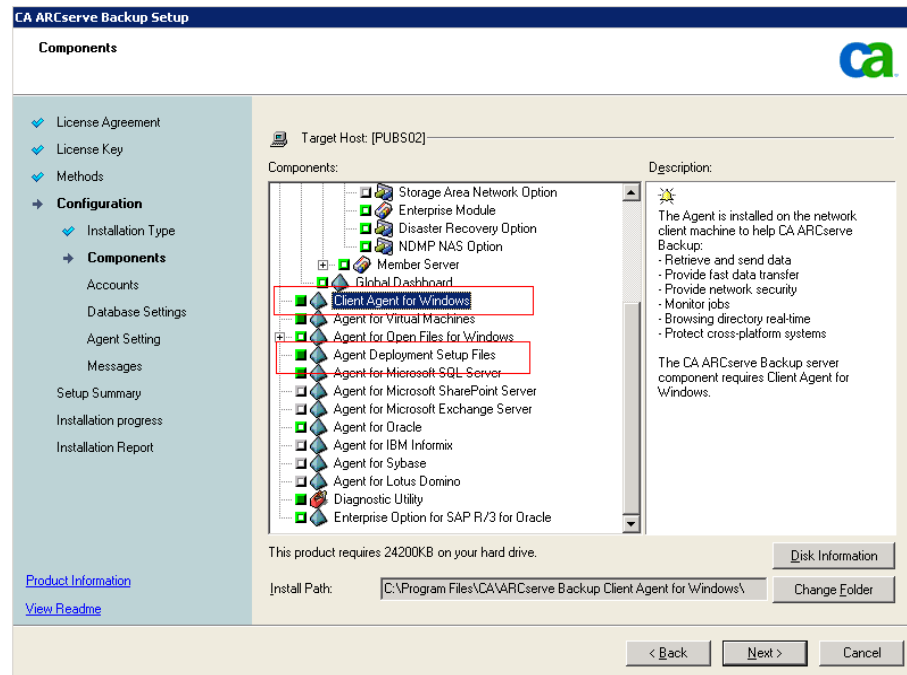 CA ARCserve Backup Setup
Components
ca
License Agreement
License Key
Methods
Configuration
Installation Type
Components
Accounts
Database Settings
Agent Setting
Messages
Setup Summary
Installation progress
Installation Report
Product Information
View Readme
Target Host: [PUBS02]
Components:
Storage Area Network Option
Enterprise Module
Disaster Recovery Option
NDMP NAS Option
Member Server
Global Dashboard
Client Agent for Windows
Agent for Virtual Machines
Agent for Open Files for Windows
Agent Deployment Setup Files
Agent for Microsoft SQL Server
Agent for Microsoft SharePoint Server
Agent for Microsoft Exchange Server
Agent for Oracle
Agent for IBM Informix
Agent for Sybase
Agent for Lotus Domino
Diagnostic Utility
Enterprise Option for SAP R/3 for Oracle
Description:
The Agent is installed on the network
client machine to help CA ARCserve
Backup:
- Retrieve and send data
- Provide fast data transfer
- Provide network security
- Monitor jobs
- Browsing directory real-time
- Protect cross-platform systems
The CA ARCserve Backup server
component requires Client Agent for
Windows.
This product requires 24200KB on your hard drive.
Disk Information
Install Path:
C:\Program Files\CA\ARCserve Backup Client Agent for Windows\
Change Folder
< Back
Next >
Cancel